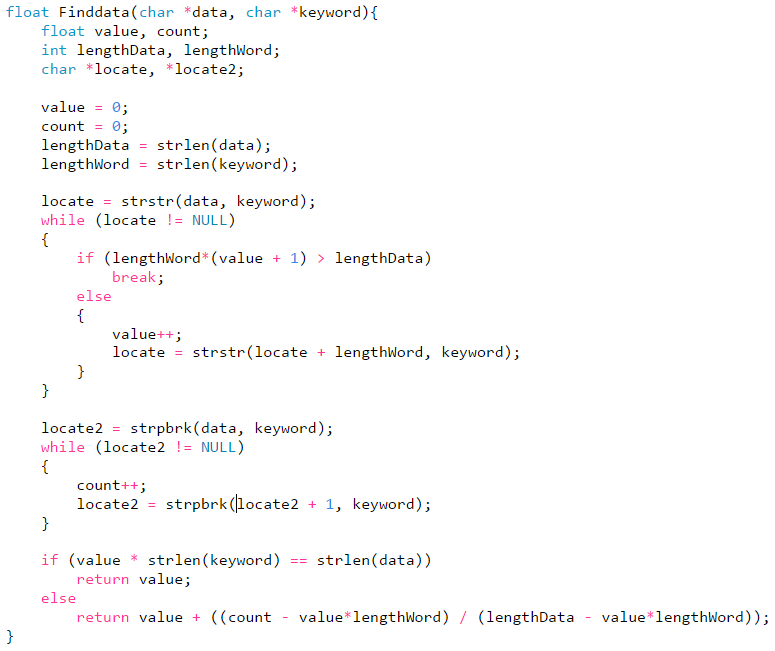 float Finddata(char *data, char *keyword){
    float value, count;
    int lengthData, lengthWord;
    char *locate, *locate2;

    value = 0;
    count = 0;
    lengthData = strlen(data);
    lengthWord = strlen(keyword);

    locate = strstr(data, keyword);
    while (locate != NULL)
    {
        if (lengthWord*(value + 1) > lengthData)
            break;
        else
        {
            value++;
            locate = strstr(locate + lengthWord, keyword);
        }
    }

    locate2 = strpbrk(data, keyword);
    while (locate2 != NULL)
    {
        count++;
        locate2 = strpbrk(locate2 + 1, keyword);
    }

    if (value * strlen(keyword) == strlen(data))
        return value;
    else
        return value + ((count - value*lengthWord) / (lengthData - value*lengthWord));
}